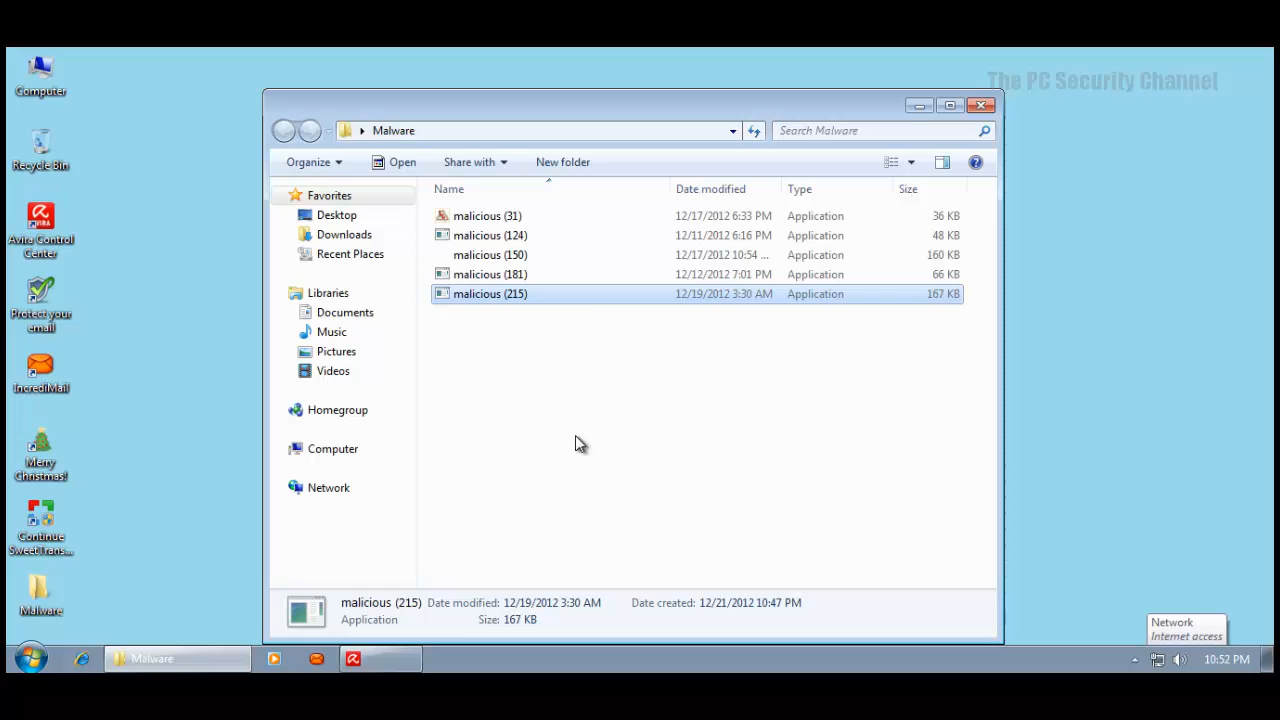 The PC Security Channel
Computer
Recycle Bin
Avira Control
Center
Protect your
email
IncrediMail
Merry
Christmas!
Continue
SweetTrans...
Malware
Malware
Search Malware
Organize
Open
Share with
New folder
Name
Date modified
Type
Size
Favorites
Desktop
Downloads
Recent Places
Libraries
Documents
Music
Pictures
Videos
Homegroup
Computer
Network
malicious (31) 12/17/2012 6:33 PM Application 36 KB
malicious (124) 12/11/2012 6:16 PM Application 48 KB
malicious (150) 12/17/2012 10:54 ... Application 160 KB
malicious (181) 12/12/2012 7:01 PM Application 66 KB
malicious (215) 12/19/2012 3:30 AM Application 167 KB
malicious (215) Date modified: 12/19/2012 3:30 AM Date created: 12/21/2012 10:47 PM
Application Size: 167 KB
Network
Internet access
Malware
10:52 PM